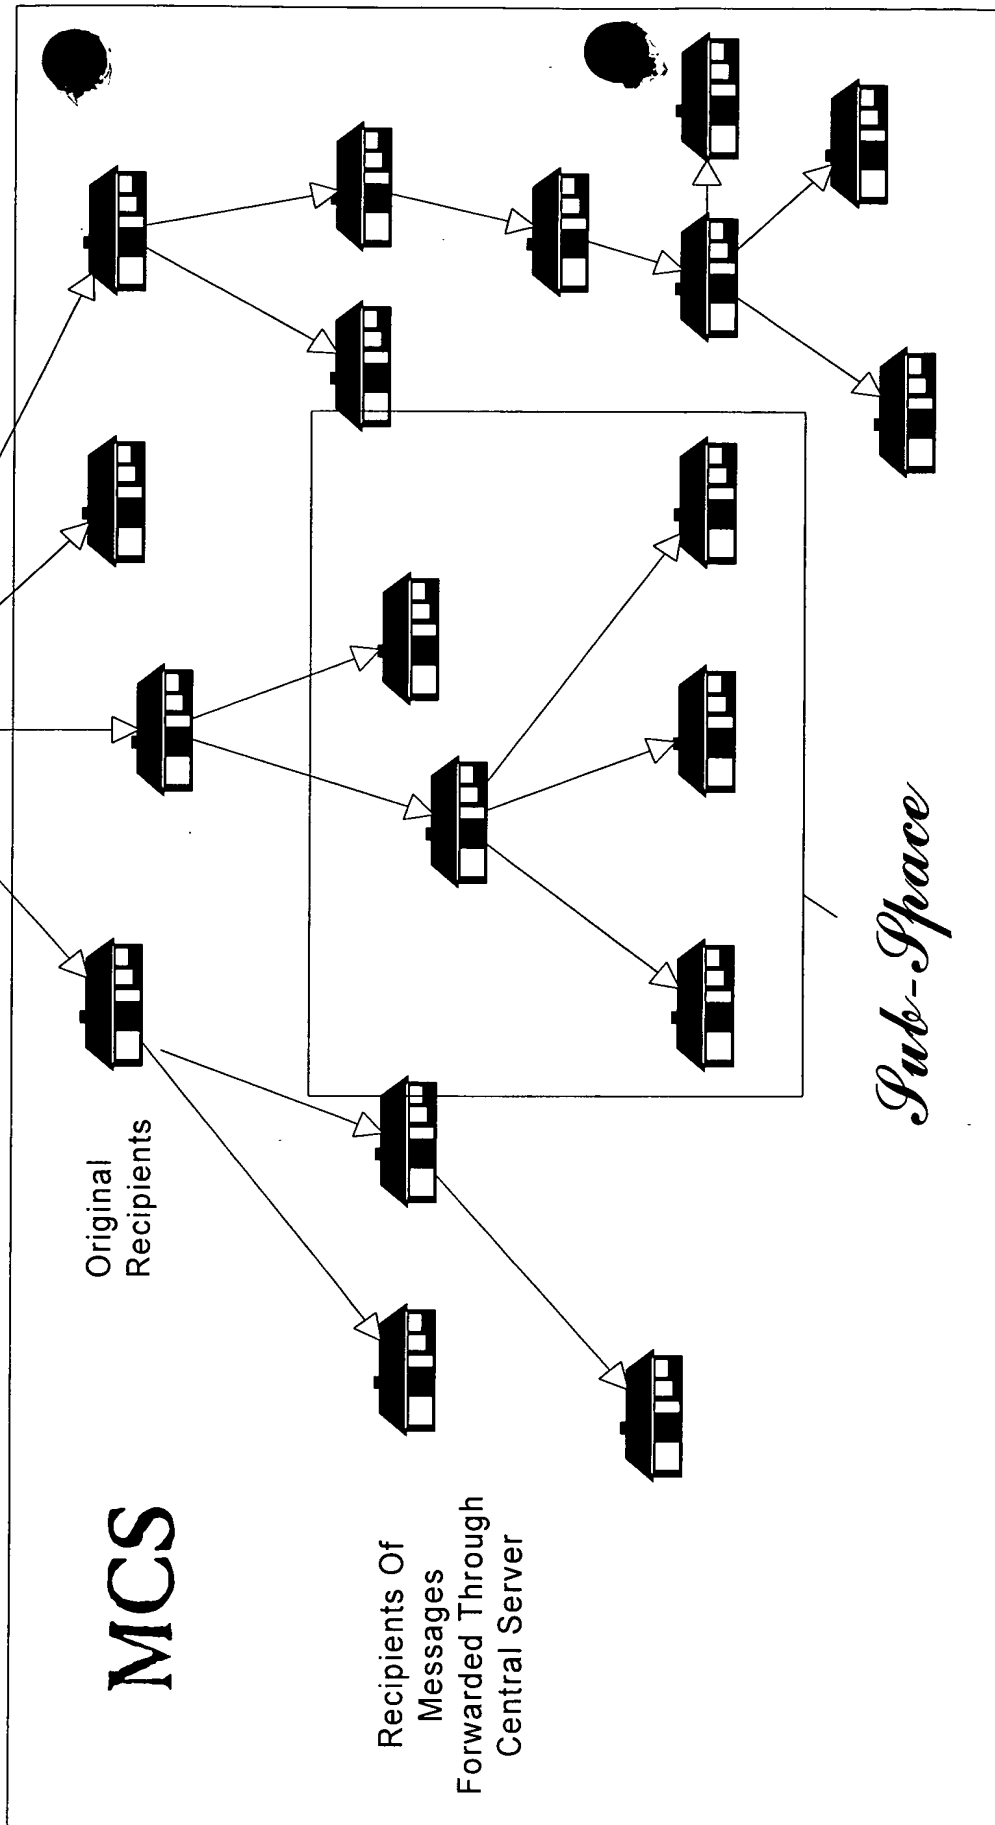 MCS
Original
Recipients
Recipients Of
Messages
Forwarded Through
Central Server
Sub-Space